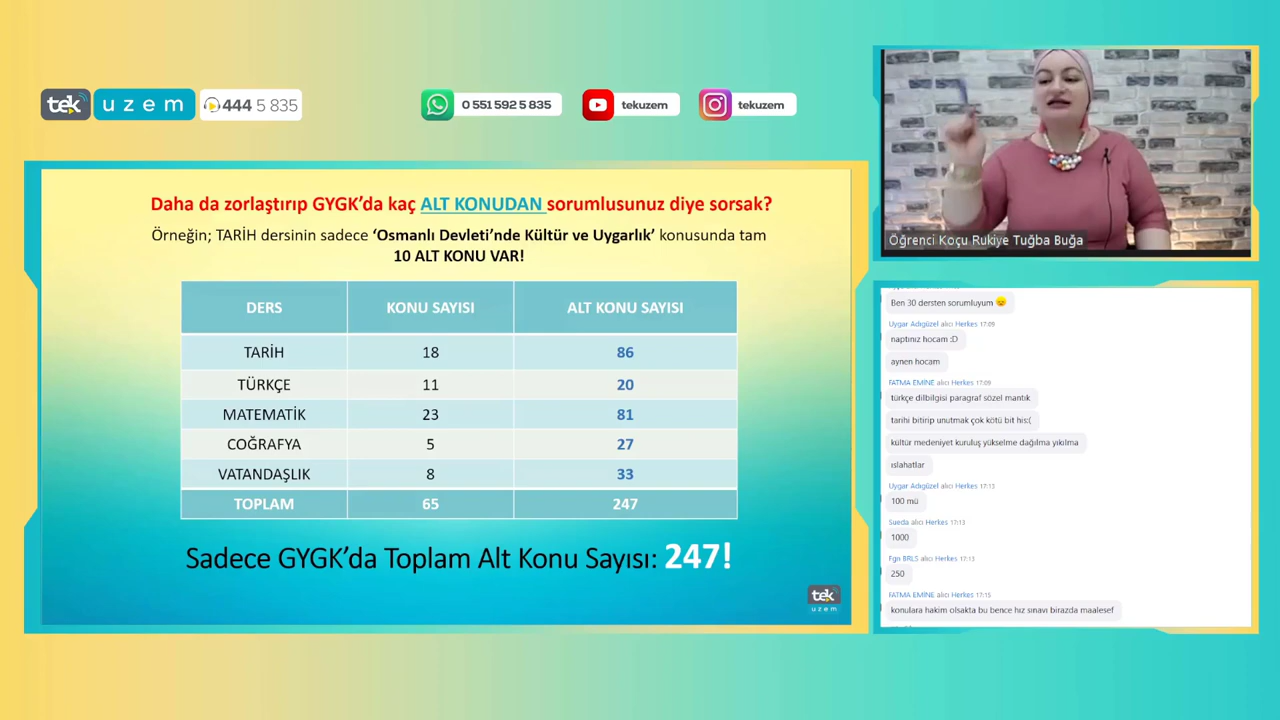 tek uzem 444 5 835
0 551 592 5 835
tekuzem
tekuzem
Daha da zorlaştırıp GYGK'da kaç ALT KONUDAN sorumlusunuz diye sorsak?
Örneğin; TARİH dersinin sadece 'Osmanlı Devleti'nde Kültür ve Uygarlık' konusunda tam
10 ALT KONU VAR!
DERS KONU SAYISI ALT KONU SAYISI
TARİH 18 86
TÜRKÇE 11 20
MATEMATİK 23 81
COĞRAFYA 5 27
VATANDAŞLIK 8 33
TOPLAM 65 247
Sadece GYGK'da Toplam Alt Konu Sayısı: 247!
tek
uzem
Öğrenci Koçu Rukiye Tuğba Buğa
Ben 30 dersten sorumluyum
Uygar Adıgüzel alıcı Herkes 17:09
naptınız hocam :D
aynen hocam
FATMA EMİNE alıcı Herkes 17:09
türkçe dilbilgisi paragraf sözel mantık
tarihi bitirip unutmak çok kötü bit his:(
kültür medeniyet kuruluş yükselme dağılma yıkılma
ıslahatlar
Uygar Adıgüzel alıcı Herkes 17:13
100 mü
Sueda alıcı Herkes 17:13
1000
Fgn BRLS alıcı Herkes 17:13
250
FATMA EMİNE alıcı Herkes 17:15
konulara hakim olsakta bu bence hız sınavı birazda maalesef